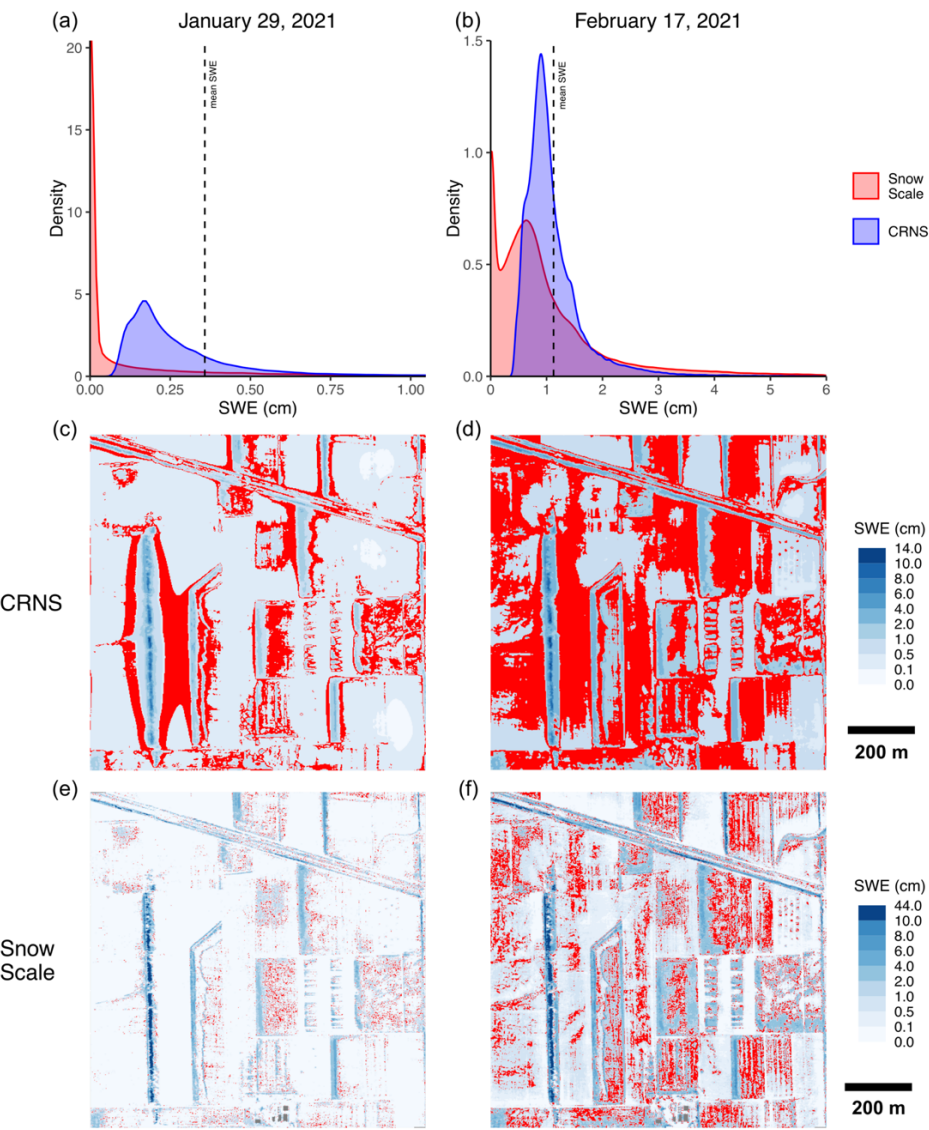 (a)
January 29, 2021
(b)
February 17, 2021
20
15
10
5
0
Density
mean SWE
0.00
0.25
0.50
0.75
1.00
SWE (cm)
1.5
1.0
0.5
0.0
Density
mean SWE
0
1
2
3
4
5
6
SWE (cm)
Snow
Scale
CRNS
(c)
(d)
CRNS
SWE (cm)
14.0
10.0
8.0
6.0
4.0
2.0
1.0
0.5
0.1
0.0
200 m
(e)
(f)
Snow
Scale
SWE (cm)
44.0
10.0
8.0
6.0
4.0
2.0
1.0
0.5
0.1
0.0
200 m